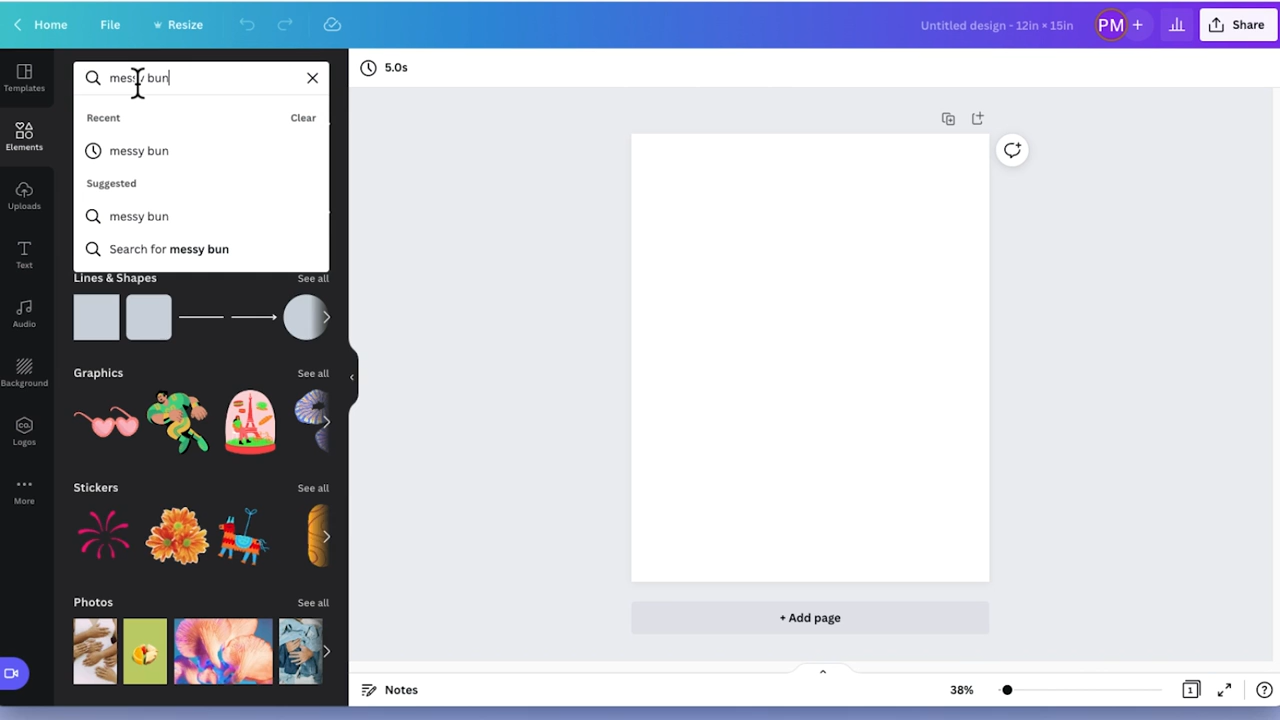 Home File Resize Untitled design - 12in × 15in PM + Share
Templates
Elements
Uploads
Text
Audio
Background
CO.
Logos
More
messy bun
Recent Clear
messy bun
Suggested
messy bun
Search for messy bun
Lines & Shapes See all
Graphics See all
Stickers See all
Photos See all
5.0s
+ Add page
Notes 38% 1 ?